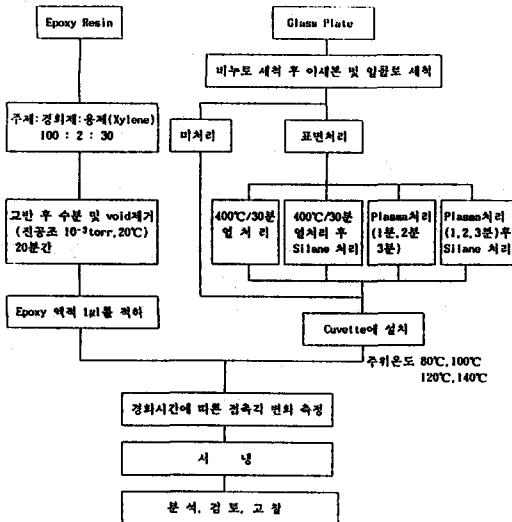 Epoxy Resin
Glass Plate
비누로 세척 후 이세본 및 알콜로 세척
주제:경화제:용제(Xylene)
100 : 2 : 30
미처리
표면처리
교반 후 수분 및 void제거
(진공조 10⁻³torr,20℃)
20분간
400℃/30분
열 처 리
400℃/30분
열처리 후
Silane 처리
Plasma처리
(1분,2분
3분)
Plasma처리
(1,2,3분)후
Silane 처리
Epoxy 액적 1μl를 적하
Cuvette에 설치
주위온도 80℃,100℃
120℃,140℃
경화시간에 따른 접촉각 변화 측정
서 냉
분 석, 검 토, 고 찰